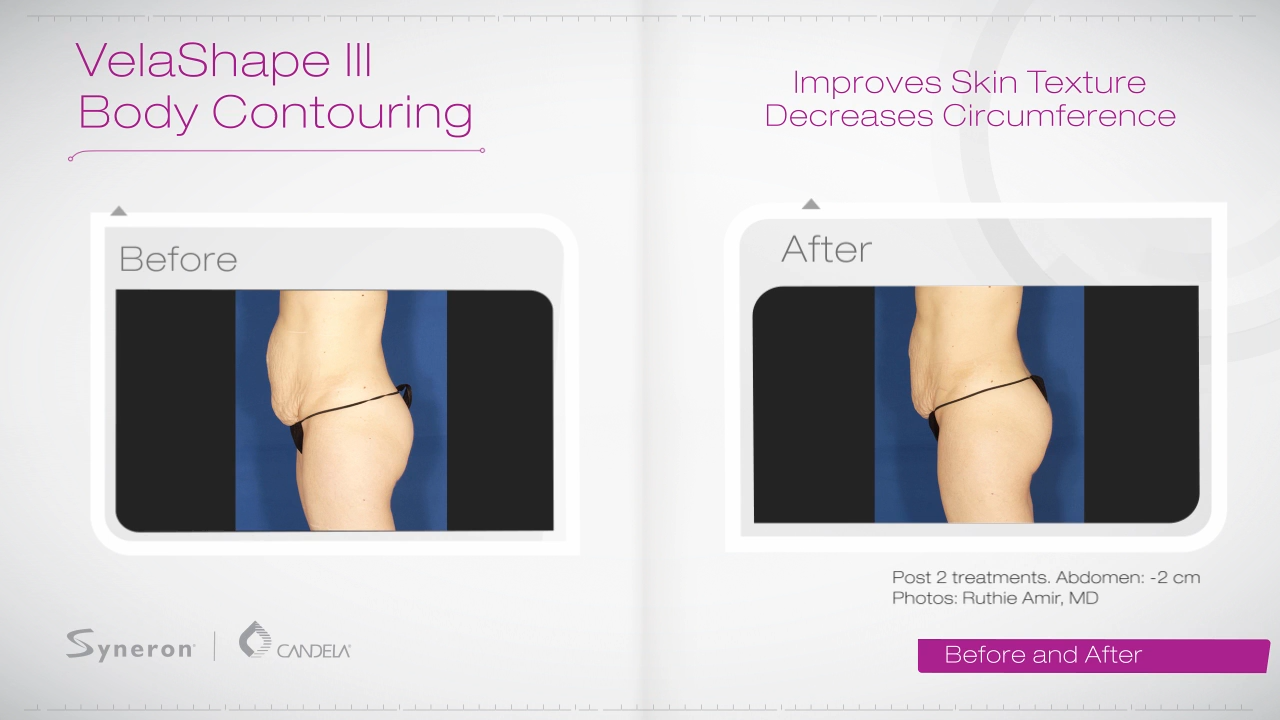 VelaShape III
Body Contouring
Improves Skin Texture
Decreases Circumference
Before
After
Post 2 treatments. Abdomen: -2 cm
Photos: Ruthie Amir, MD
Syneron
CANDELA
Before and After